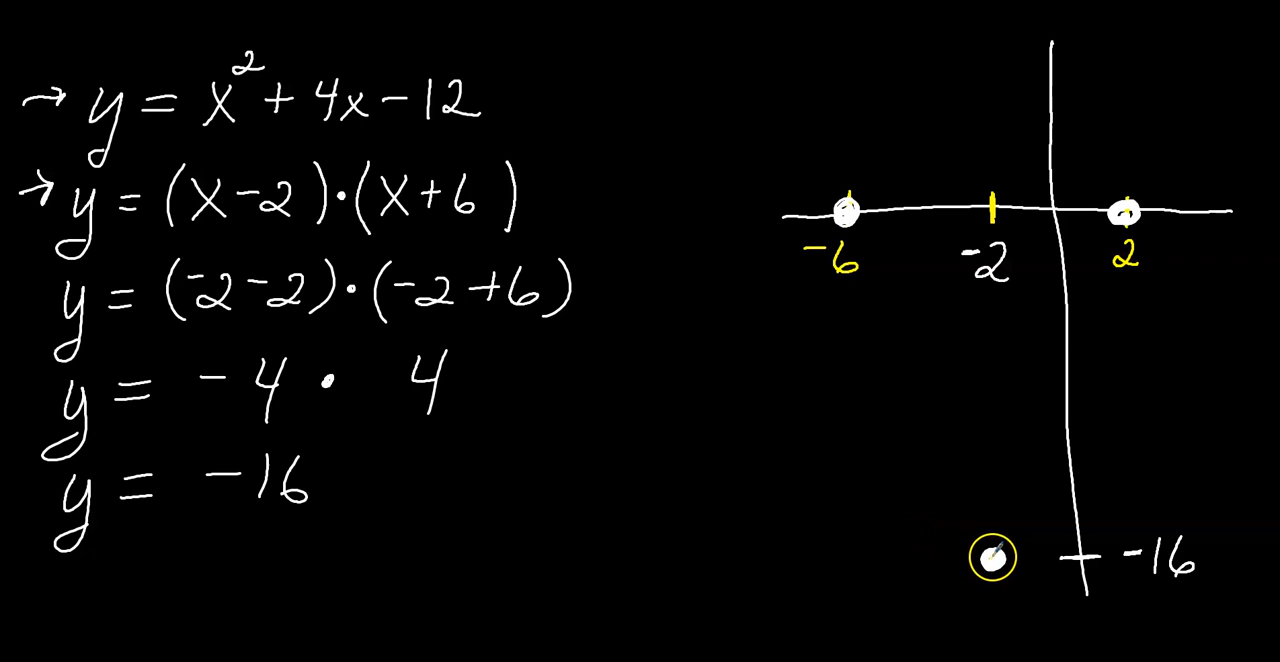 → y = x² + 4x - 12
→ y = (x - 2) · (x + 6)
y = (-2 - 2) · (-2 + 6)
y = -4 · 4
y = -16
-6 -2 2
-16